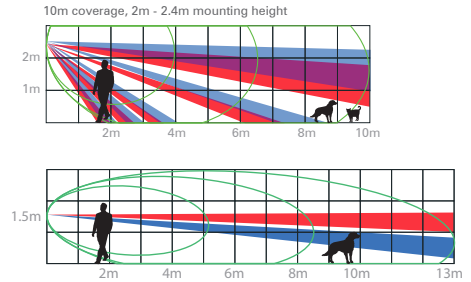 10m coverage, 2m - 2.4m mounting height
2m
1m
2m 4m 6m 8m 10m
1.5m
2m 4m 6m 8m 10m 13m